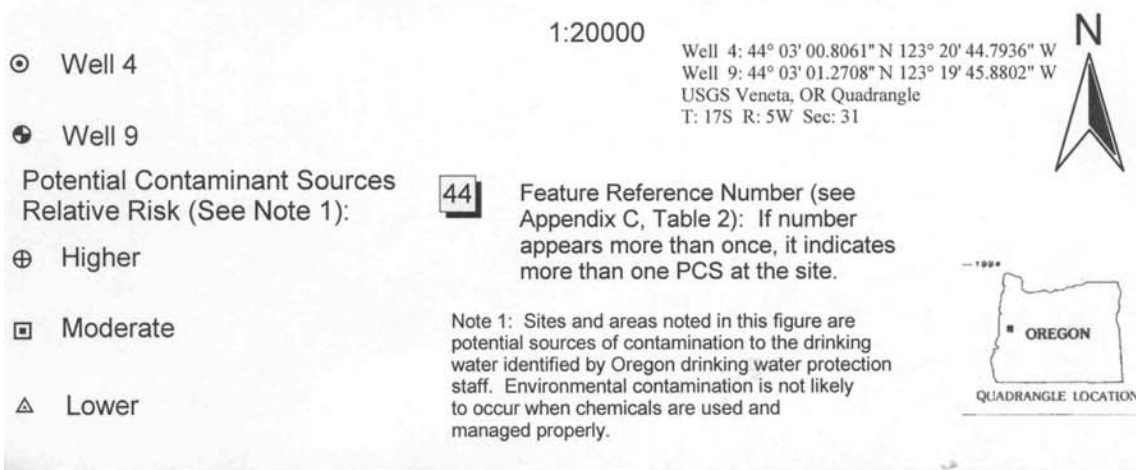 1:20000
Well 4
Well 9
Potential Contaminant Sources
Relative Risk (See Note 1):
Higher
Moderate
Lower
44
Feature Reference Number (see
Appendix C, Table 2): If number
appears more than once, it indicates
more than one PCS at the site.
Note 1: Sites and areas noted in this figure are
potential sources of contamination to the drinking
water identified by Oregon drinking water protection
staff. Environmental contamination is not likely
to occur when chemicals are used and
managed properly.
Well 4: 44° 03' 00.8061" N 123° 20' 44.7936" W
Well 9: 44° 03' 01.2708" N 123° 19' 45.8802" W
USGS Veneta, OR Quadrangle
T: 17S R: 5W Sec: 31
N
—1994
OREGON
QUADRANGLE LOCATION